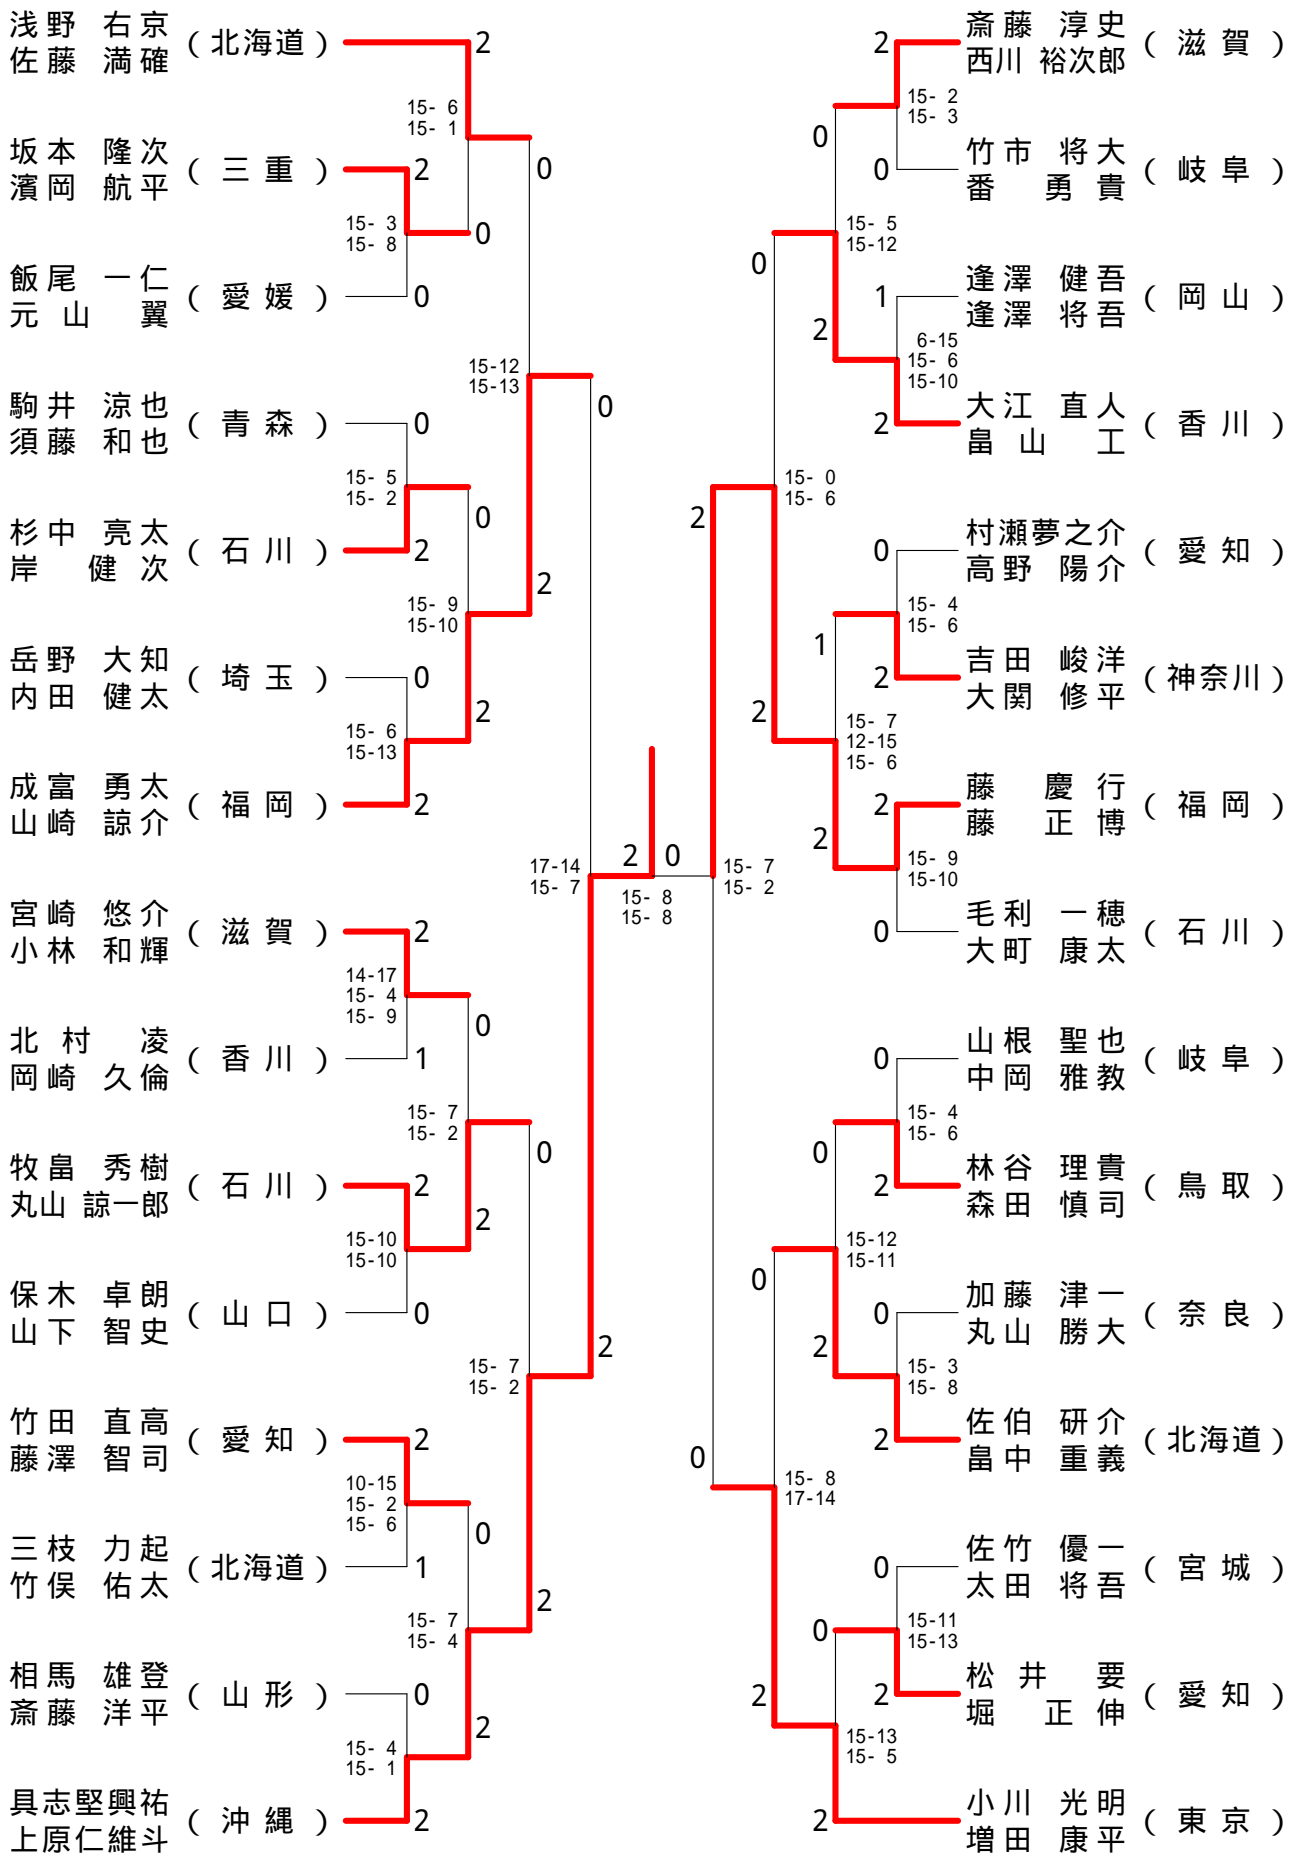 浅野 右京
佐藤 満確
(北海道)
2
15- 6
15- 1
坂本 隆次
濱岡 航平
(三重)
2
0
15- 3
15- 8
0
飯尾 一仁
元山 翼
(愛媛)
0
15-12
15-13
駒井 涼也
須藤 和也
(青森)
0
0
15- 5
15- 2
0
杉中 亮太
岸 健次
(石川)
2
2
15- 9
15-10
岳野 大知
内田 健太
(埼玉)
0
2
15- 6
15-13
成富 勇太
山崎 諒介
(福岡)
2
17-14
15- 7
宮崎 悠介
小林 和輝
(滋賀)
2
14-17
15- 4
15- 9
0
北村 凌
岡崎 久倫
(香川)
1
15- 7
15- 2
0
牧畠 秀樹
丸山 諒一郎
(石川)
2
2
15-10
15-10
保木 卓朗
山下 智史
(山口)
0
2
15- 7
15- 2
竹田 直高
藤澤 智司
(愛知)
2
10-15
15- 2
15- 6
0
三枝 力起
竹俣 佑太
(北海道)
1
2
15- 7
15- 4
相馬 雄登
斎藤 洋平
(山形)
0
2
15- 4
15- 1
具志堅興祐
上原仁維斗
(沖縄)
2
2
0
15- 8
15- 8
2
斎藤 淳史
西川 裕次郎
(滋賀)
15- 2
15- 3
0
0
竹市 将大
番 勇貴
(岐阜)
15- 5
15-12
0
1
逢澤 健吾
逢澤 将吾
(岡山)
2
6-15
15- 6
15-10
2
大江 直人
畠山 工
(香川)
15- 0
15- 6
2
0
村瀬夢之介
高野 陽介
(愛知)
15- 4
15- 6
1
2
吉田 峻洋
大関 修平
(神奈川)
2
15- 7
12-15
15- 6
2
藤 慶行
藤 正博
(福岡)
2
15- 9
15-10
15- 7
15- 2
0
毛利 一穂
大町 康太
(石川)
0
山根 聖也
中岡 雅教
(岐阜)
15- 4
15- 6
0
2
林谷 理貴
森田 慎司
(鳥取)
15-12
15-11
0
0
加藤 津一
丸山 勝大
(奈良)
2
15- 3
15- 8
2
佐伯 研介
畠中 重義
(北海道)
0
15- 8
17-14
0
佐竹 優一
太田 将吾
(宮城)
0
15-11
15-13
2
2
松井 要
堀 正伸
(愛知)
15-13
15- 5
2
小川 光明
増田 康平
(東京)